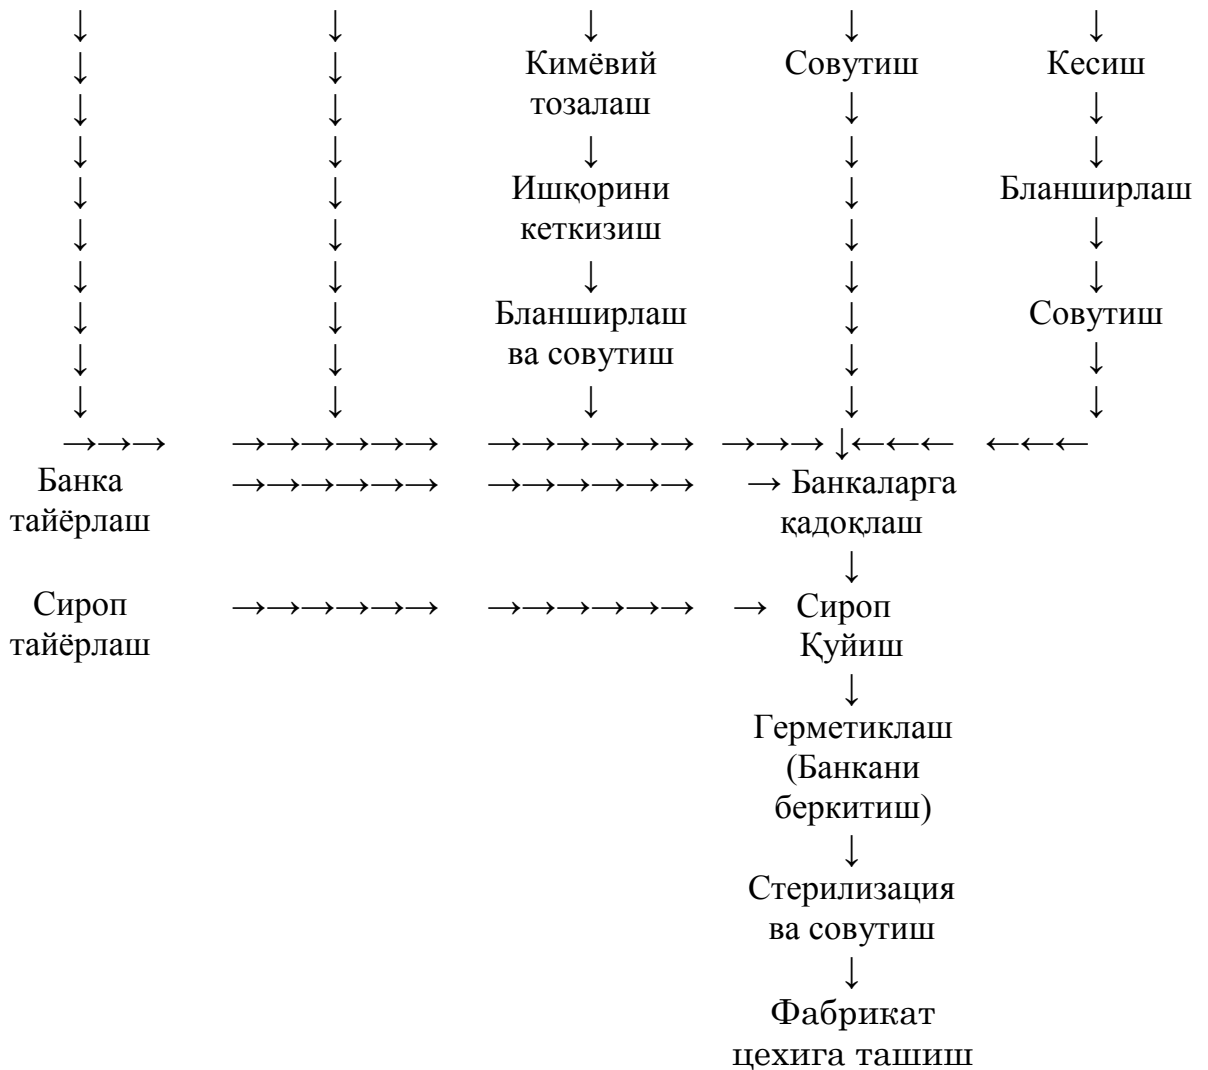 ↓ ↓ ↓ ↓ ↓
↓ ↓ Кимёвий Совутиш Кесиш
↓ ↓ тозалаш ↓ ↓
↓ ↓ ↓ ↓ ↓
↓ ↓ Ишқорини ↓ Бланширлаш
↓ ↓ кеткизиш ↓ ↓
↓ ↓ ↓ ↓ ↓
↓ ↓ Бланширлаш ↓ Совутиш
↓ ↓ ва совутиш ↓ ↓
↓ ↓ ↓ ↓ ↓
→→→ →→→→→→ →→→→→→ →→→ ↓←←← ←←←
Банка →→→→→→ →→→→→→ → Банкаларга
тайёрлаш қадоқлаш
↓
Сироп →→→→→→ →→→→→→ → Сироп
тайёрлаш Қуйиш
↓
Герметиклаш
(Банкани
беркитиш)
↓
Стерилизация
ва совутиш
↓
Фабрикат
цехига ташиш